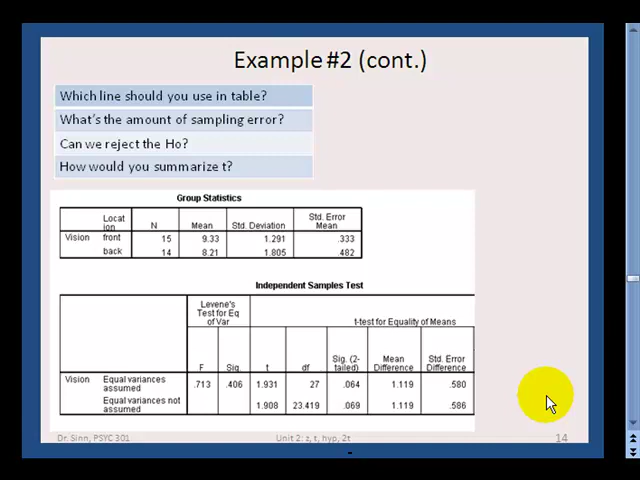 Example #2 (cont.)
Which line should you use in table?
What's the amount of sampling error?
Can we reject the Ho?
How would you summarize t?
Group Statistics
Locat
ion
N
Mean
Std. Deviation
Std. Error
Mean
Vision front 15 9.33 1.291 .333
back 14 8.21 1.805 .482
Independent Samples Test
Levene's
Test for Eq
of Var
t-test for Equality of Means
F
Sig.
t
df
Sig. (2-
tailed)
Mean
Difference
Std. Error
Difference
Vision Equal variances
assumed
.713 .406 1.931 27 .064 1.119 .580
Equal variances not
assumed
1.908 23.419 .069 1.119 .586
Dr. Sinn, PSYC 301
Unit 2: z, t, hyp, 2t
14